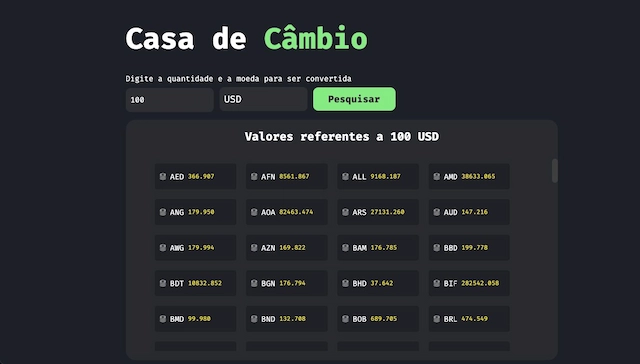 Casa de Câmbio
Digite a quantidade e a moeda para ser convertida
100 USD Pesquisar
Valores referentes a 100 USD
AED 366.907 AFN 8561.867 ALL 9168.187 AMD 38633.065
ANG 179.950 AOA 82463.474 ARS 27131.260 AUD 147.216
AWG 179.994 AZN 169.822 BAM 176.785 BBD 199.778
BDT 10832.852 BGN 176.794 BHD 37.642 BIF 282542.058
BMD 99.980 BND 132.708 BOB 689.705 BRL 474.549